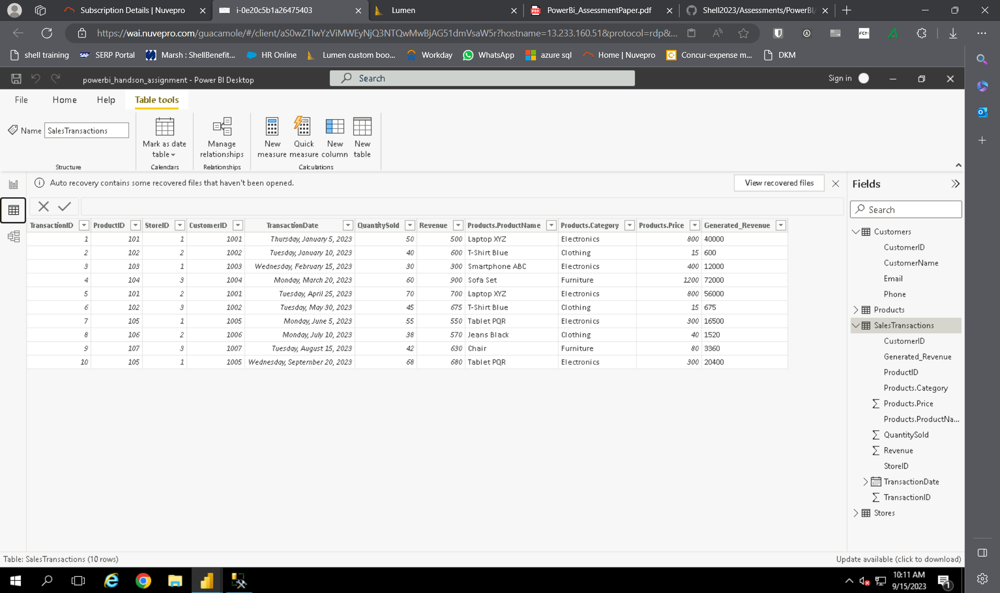 Subscription Details | Nuvepro
i-0e20c5b1a26475403
Lumen
PowerBi_AssessmentPaper.pdf
Shell2023/Assessments/PowerBI/
https://wai.nuvepro.com/guacamole/#/client/aS0wZTIwYzViMWEyNjQ3NTQwMwBjAG51dmVsaW5r?hostname=13.233.160.51&protocol=rdp&...
shell training
SERP Portal
Marsh : ShellBenefit...
HR Online
Lumen custom boo...
Workday
WhatsApp
azure sql
Home | Nuvepro
Concur-expense m...
DKM
powerbi_handson_assignment - Power BI Desktop
Search
Sign in
File Home Help Table tools
Name SalesTransactions
Mark as date table
Manage relationships
New measure
Quick measure
New column
New table
Structure Calendars Relationships Calculations
Auto recovery contains some recovered files that haven't been opened.
View recovered files
TransactionID ProductID StoreID CustomerID TransactionDate QuantitySold Revenue Products.ProductName Products.Category Products.Price Generated_Revenue
1 101 1 1001 Thursday, January 5, 2023 50 500 Laptop XYZ Electronics 800 40000
2 102 2 1002 Tuesday, January 10, 2023 40 600 T-Shirt Blue Clothing 15 600
3 103 1 1003 Wednesday, February 15, 2023 30 300 Smartphone ABC Electronics 400 12000
4 104 3 1004 Monday, March 20, 2023 60 900 Sofa Set Furniture 1200 72000
5 101 2 1001 Tuesday, April 25, 2023 70 700 Laptop XYZ Electronics 800 56000
6 102 3 1002 Tuesday, May 30, 2023 45 675 T-Shirt Blue Clothing 15 675
7 105 1 1005 Monday, June 5, 2023 55 550 Tablet PQR Electronics 300 16500
8 106 2 1006 Monday, July 10, 2023 38 570 Jeans Black Clothing 40 1520
9 107 3 1007 Tuesday, August 15, 2023 42 630 Chair Furniture 80 3360
10 105 1 1005 Wednesday, September 20, 2023 68 680 Tablet PQR Electronics 300 20400
Fields
Search
Customers
CustomerID
CustomerName
Email
Phone
Products
SalesTransactions
CustomerID
Generated_Revenue
ProductID
Products.Category
Products.Price
Products.ProductNa...
QuantitySold
Revenue
StoreID
TransactionDate
TransactionID
Stores
Table: SalesTransactions (10 rows)
Update available (click to download)
10:11 AM
9/15/2023
1